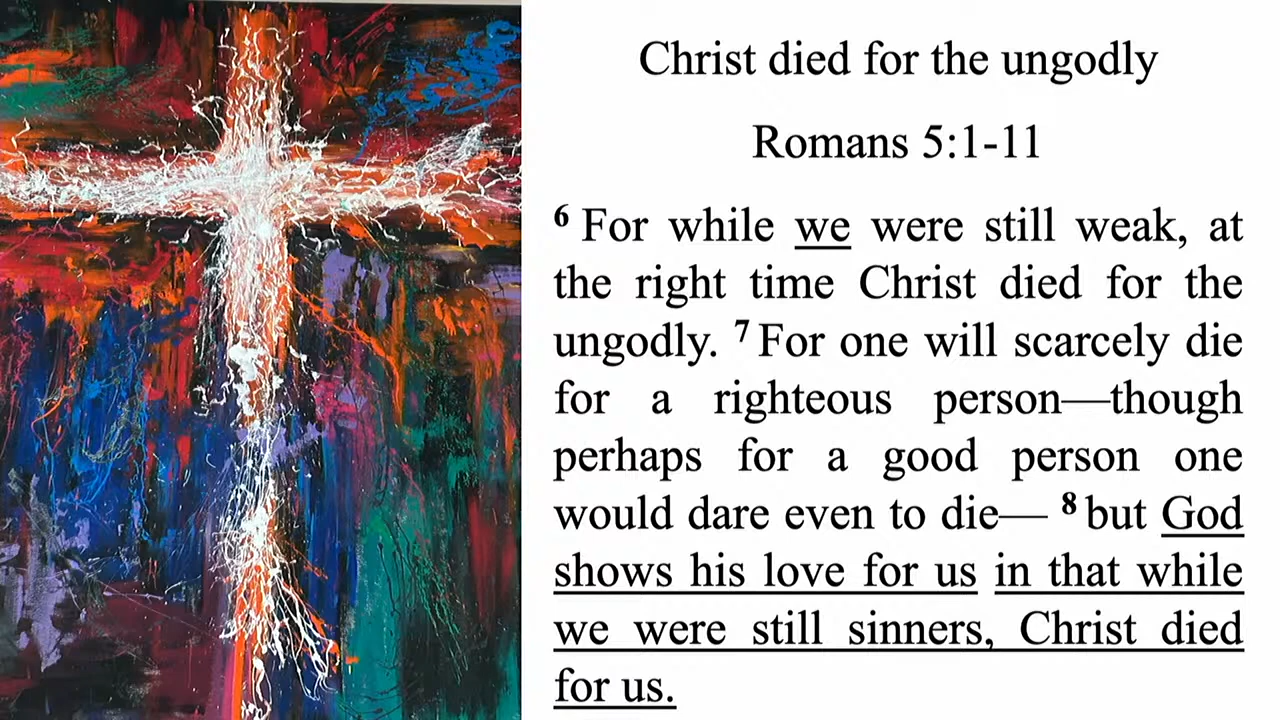 Christ died for the ungodly
Romans 5:1-11
6 For while we were still weak, at
the right time Christ died for the
ungodly. 7 For one will scarcely die
for a righteous person—though
perhaps for a good person one
would dare even to die— 8 but God
shows his love for us in that while
we were still sinners, Christ died
for us.